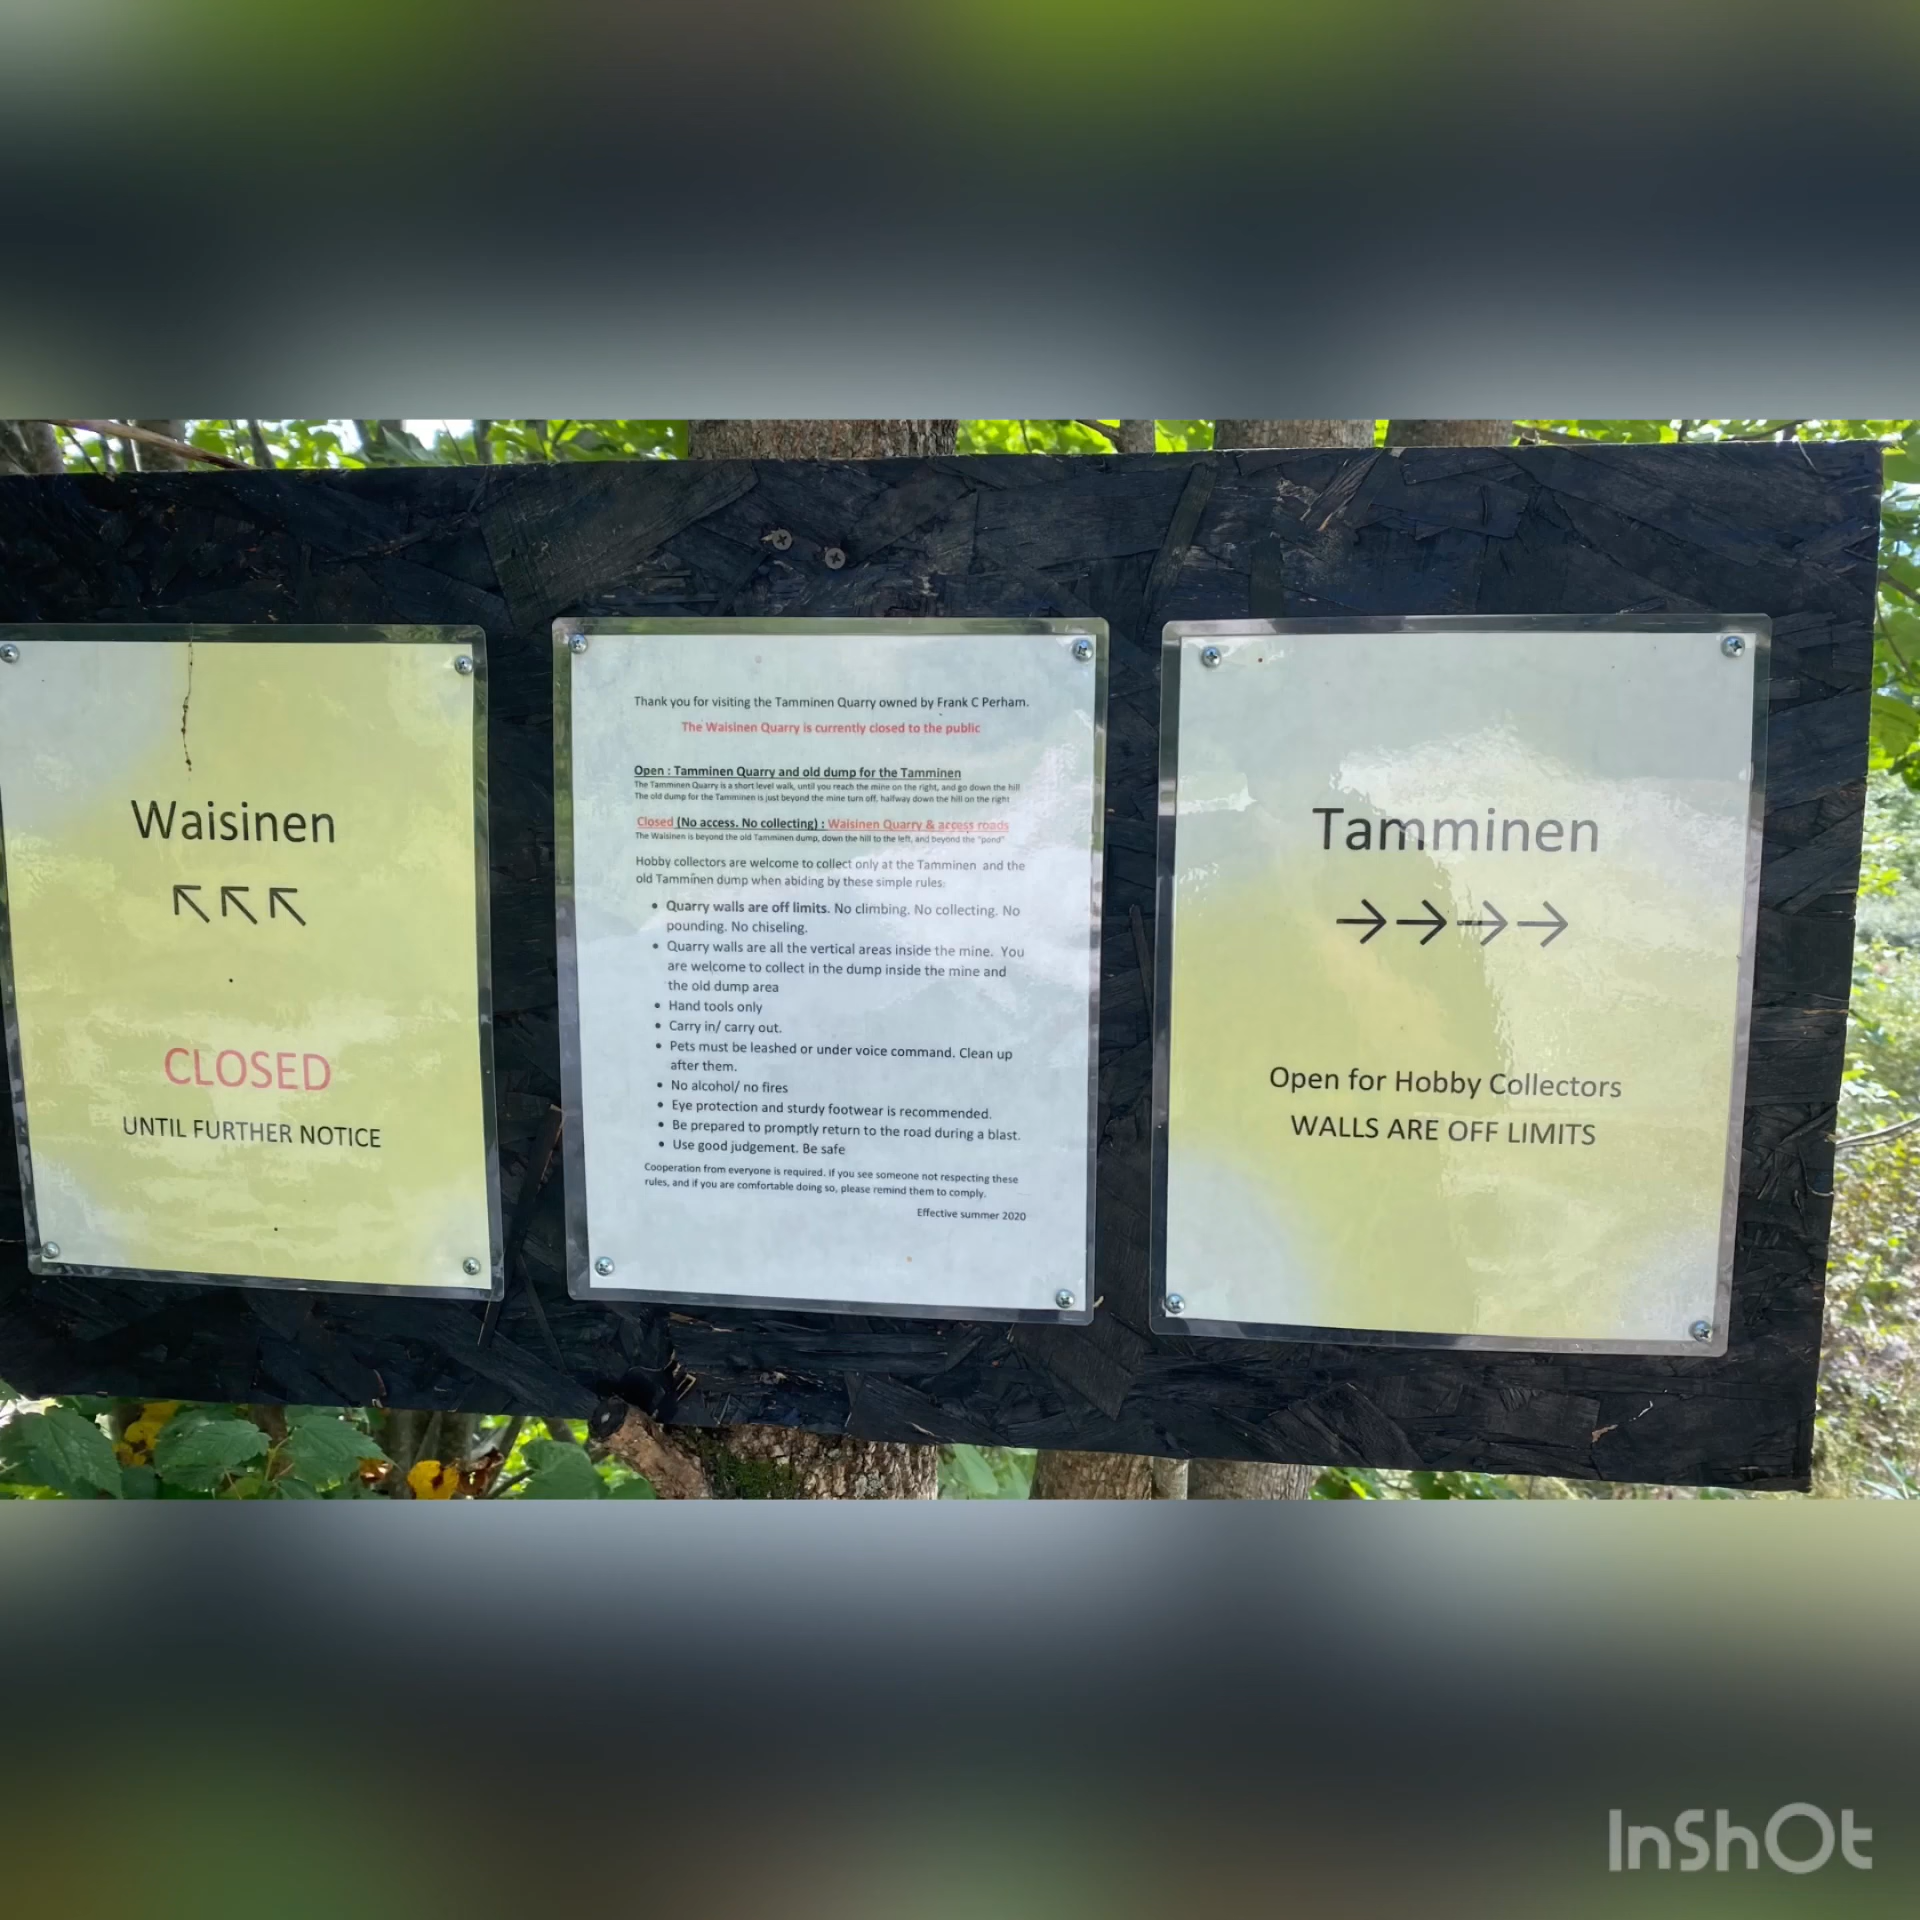 Waisinen
↖↖↖
CLOSED
UNTIL FURTHER NOTICE
Thank you for visiting the Tamminen Quarry owned by Frank C Perham.
The Waisinen Quarry is currently closed to the public
Open : Tamminen Quarry and old dump for the Tamminen
The Tamminen Quarry is a short level walk, until you reach the mine on the right, and go down the hill
The old dump for the Tamminen is just beyond the mine turn off, halfway down the hill on the right
Closed (No access. No collecting) : Waisinen Quarry & access roads
The Waisinen is beyond the old Tamminen dump, down the hill to the left, and beyond the "pond"
Hobby collectors are welcome to collect only at the Tamminen and the
old Tamminen dump when abiding by these simple rules:
• Quarry walls are off limits. No climbing. No collecting. No
pounding. No chiseling.
• Quarry walls are all the vertical areas inside the mine. You
are welcome to collect in the dump inside the mine and
the old dump area
• Hand tools only
• Carry in/ carry out.
• Pets must be leashed or under voice command. Clean up
after them.
• No alcohol/ no fires
• Eye protection and sturdy footwear is recommended.
• Be prepared to promptly return to the road during a blast.
• Use good judgement. Be safe
Cooperation from everyone is required. If you see someone not respecting these
rules, and if you are comfortable doing so, please remind them to comply.
Effective summer 2020
Tamminen
→→→→
Open for Hobby Collectors
WALLS ARE OFF LIMITS
InShOt